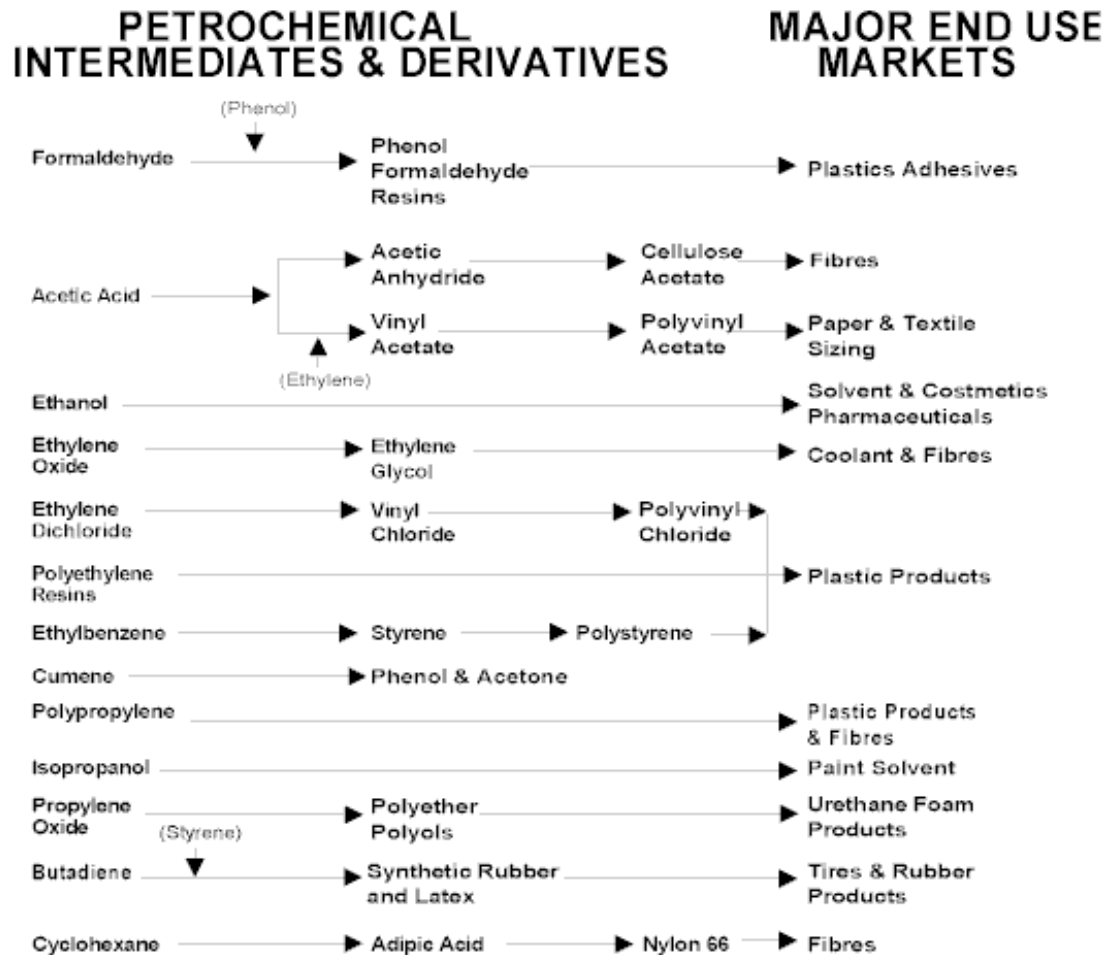 PETROCHEMICAL
INTERMEDIATES & DERIVATIVES
MAJOR END USE
MARKETS
(Phenol)
Formaldehyde
Phenol
Formaldehyde
Resins
Plastics Adhesives
Acetic Acid
Acetic
Anhydride
Cellulose
Acetate
Fibres
Vinyl
Acetate
Polyvinyl
Acetate
Paper & Textile
Sizing
(Ethylene)
Ethanol
Solvent & Costmetics
Pharmaceuticals
Ethylene
Oxide
Ethylene
Glycol
Coolant & Fibres
Ethylene
Dichloride
Vinyl
Chloride
Polyvinyl
Chloride
Polyethylene
Resins
Plastic Products
Ethylbenzene
Styrene
Polystyrene
Cumene
Phenol & Acetone
Polypropylene
Plastic Products
& Fibres
Isopropanol
Paint Solvent
Propylene
Oxide
Polyether
Polyols
Urethane Foam
Products
(Styrene)
Butadiene
Synthetic Rubber
and Latex
Tires & Rubber
Products
Cyclohexane
Adipic Acid
Nylon 66
Fibres